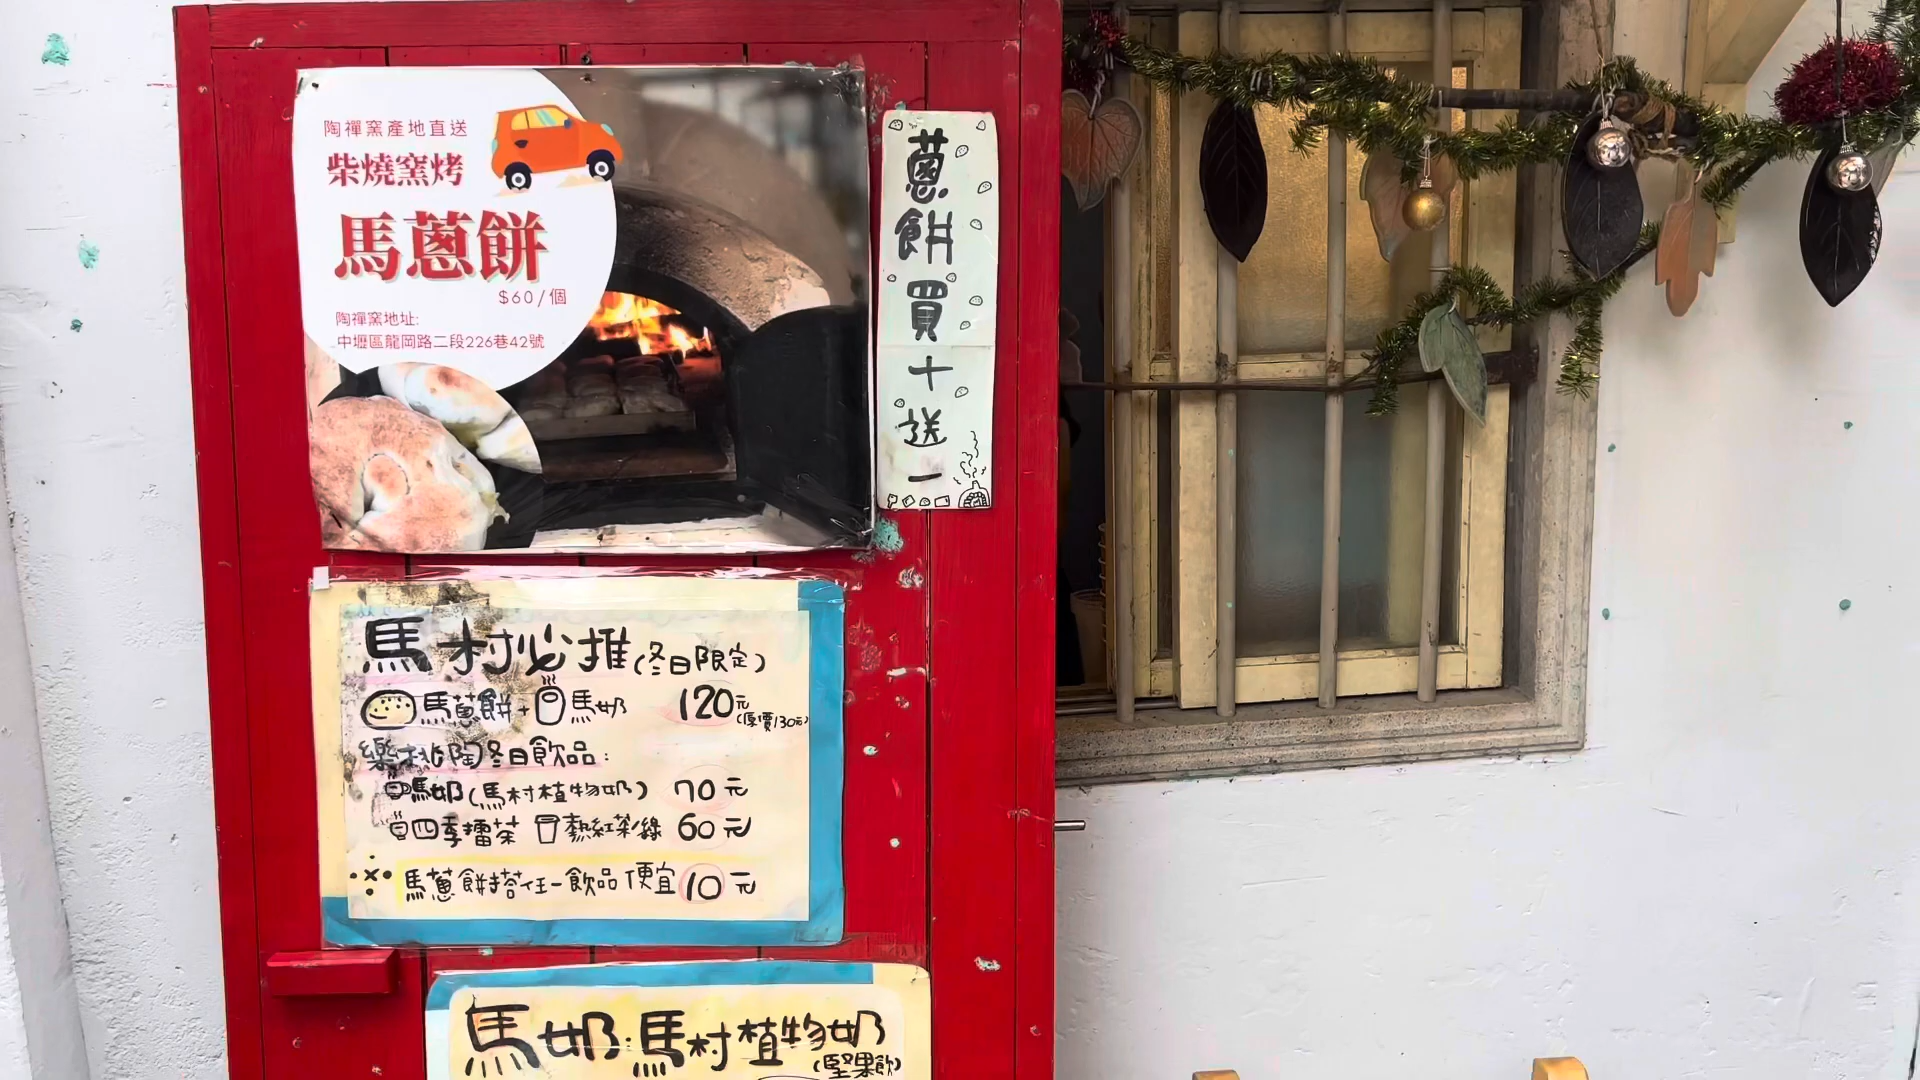 陶禪窯產地直送
柴燒窯烤
馬蔥餅
$60/個
陶禪窯地址:
中壢區龍岡路二段226巷42號
蔥餅買十送一
馬村必推(冬日限定)
馬蔥餅+馬奶 120元
(原價130元)
樂桃陶冬日飲品:
馬奶(馬村植物奶) 70元
四季擂茶 熱紅茶/綠 60元
馬蔥餅搭任一飲品便宜10元
馬奶:馬村植物奶
(堅果飲)